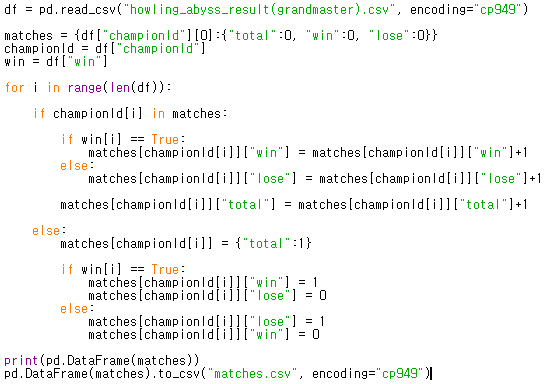 df = pd.read_csv("howling_abyss_result(grandmaster).csv", encoding="cp949")

matches = {df["championId"][0]:{"total":0, "win":0, "lose":0}}
championId = df["championId"]
win = df["win"]

for i in range(len(df)):

    if championId[i] in matches:

        if win[i] == True:
            matches[championId[i]]["win"] = matches[championId[i]]["win"]+1
        else:
            matches[championId[i]]["lose"] = matches[championId[i]]["lose"]+1

        matches[championId[i]]["total"] = matches[championId[i]]["total"]+1

    else:
        matches[championId[i]] = {"total":1}

        if win[i] == True:
            matches[championId[i]]["win"] = 1
            matches[championId[i]]["lose"] = 0
        else:
            matches[championId[i]]["lose"] = 1
            matches[championId[i]]["win"] = 0

print(pd.DataFrame(matches))
pd.DataFrame(matches).to_csv("matches.csv", encoding="cp949")